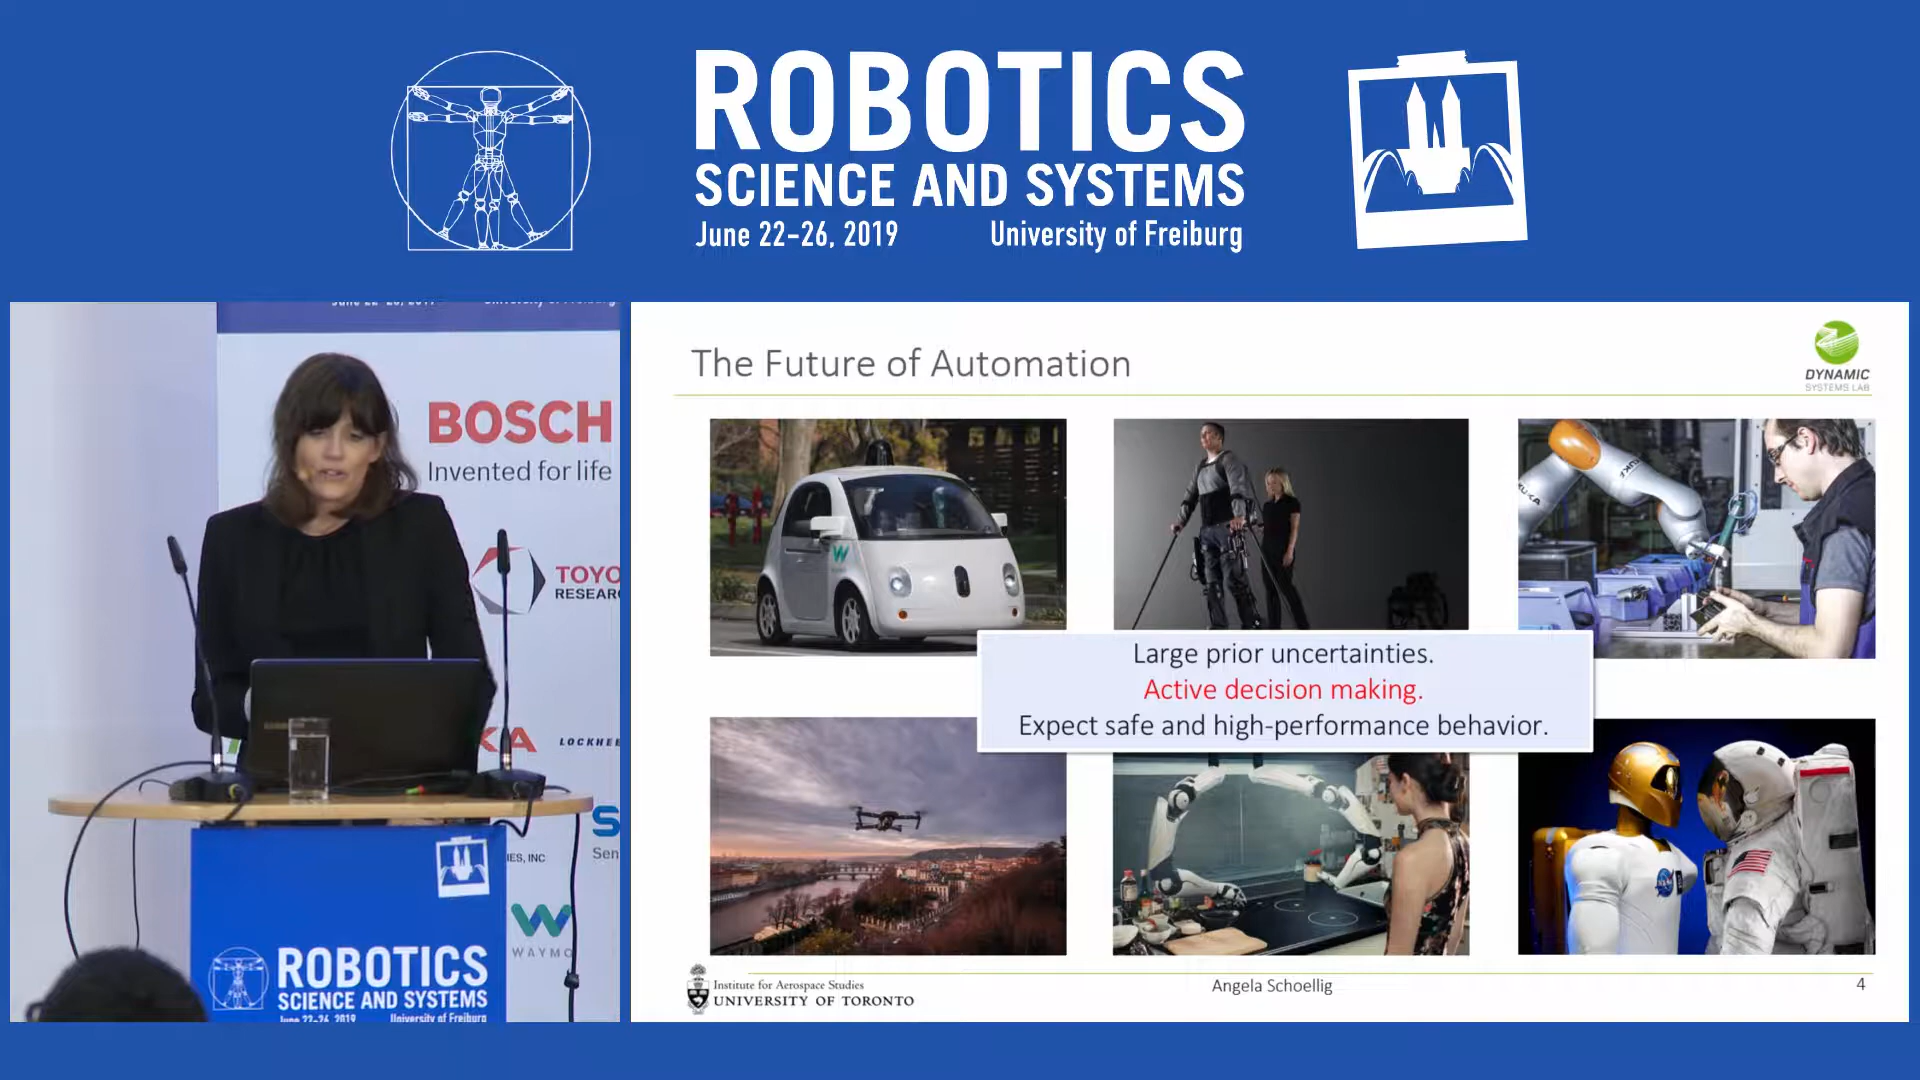 ROBOTICS
SCIENCE AND SYSTEMS
June 22-26, 2019 University of Freiburg
BOSCH
Invented for life
TOYO
RESEAR
KA
LOCKHEE
IES, INC
Sen
WAYMO
ROBOTICS
SCIENCE AND SYSTEMS
June 22-26, 2019 University of Freiburg
The Future of Automation
DYNAMIC
SYSTEMS LAB
KUKA
Large prior uncertainties.
Active decision making.
Expect safe and high-performance behavior.
Institute for Aerospace Studies
UNIVERSITY OF TORONTO
Angela Schoellig
4